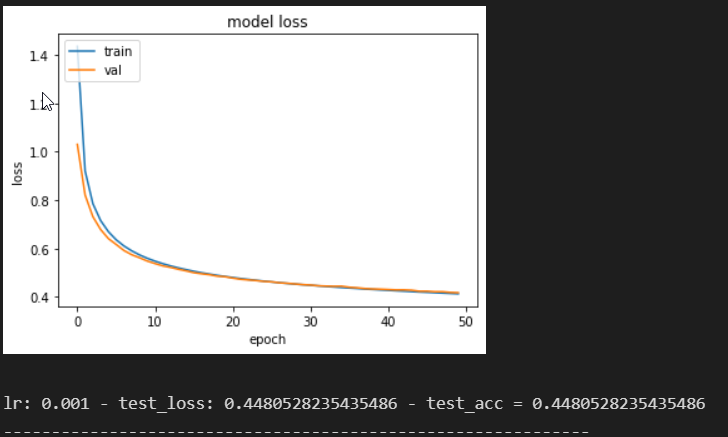 model loss
train
val
1.4
1.2
1.0
0.8
0.6
0.4
loss
0
10
20
30
40
50
epoch
lr: 0.001 - test_loss: 0.4480528235435486 - test_acc = 0.4480528235435486
-------------------------------------------------------------